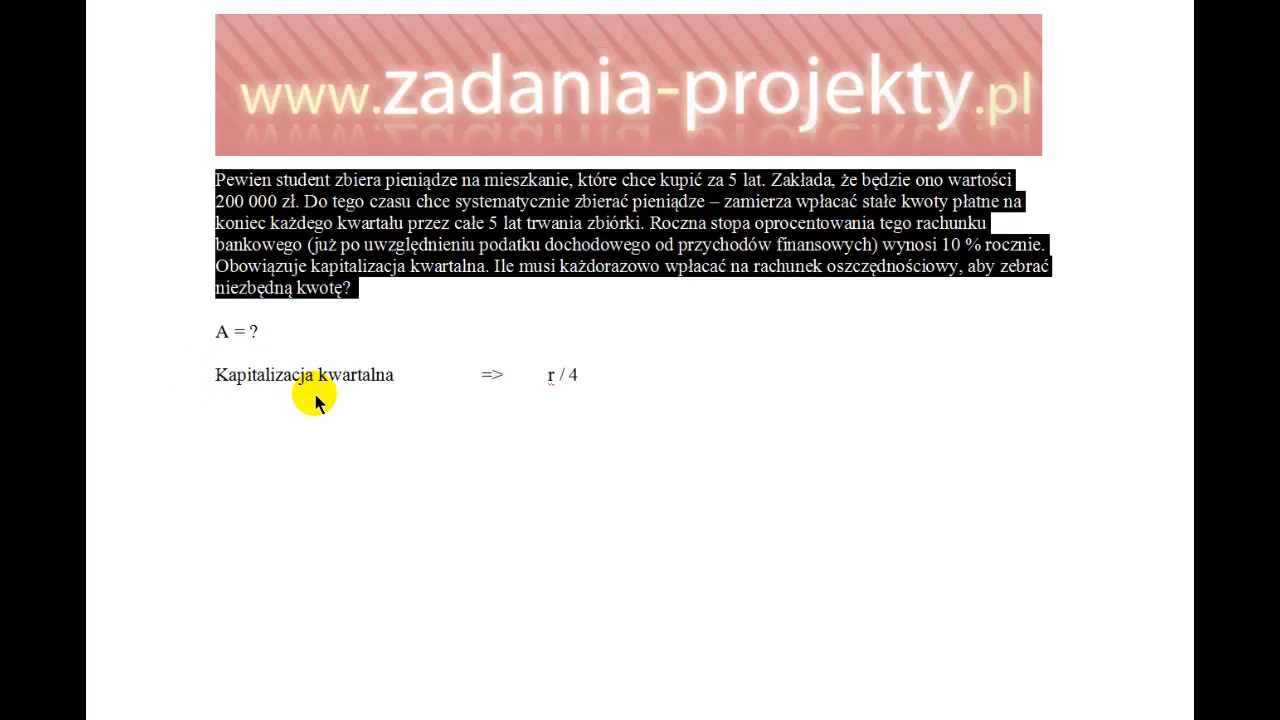 www.zadania-projekty.pl
Pewien student zbiera pieniądze na mieszkanie, które chce kupić za 5 lat. Zakłada, że będzie ono wartości
200 000 zł. Do tego czasu chce systematycznie zbierać pieniądze – zamierza wpłacać stałe kwoty płatne na
koniec każdego kwartału przez całe 5 lat trwania zbiórki. Roczna stopa oprocentowania tego rachunku
bankowego (już po uwzględnieniu podatku dochodowego od przychodów finansowych) wynosi 10 % rocznie.
Obowiązuje kapitalizacja kwartalna. Ile musi każdorazowo wpłacać na rachunek oszczędnościowy, aby zebrać
niezbędną kwotę?
A = ?
Kapitalizacja kwartalna => r / 4